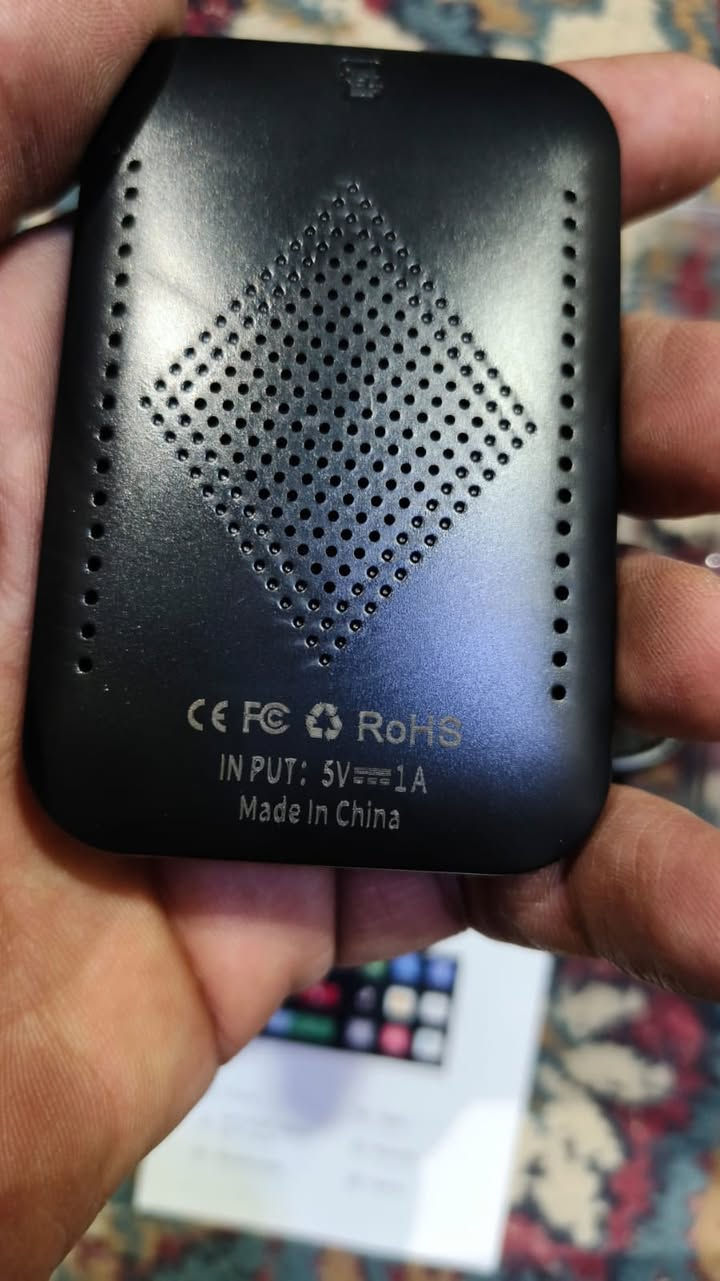 CE FC RoHS
IN PUT: 5V⎓1A
Made In China